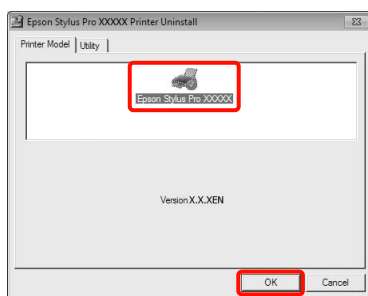 Epson Stylus Pro XXXXX Printer Uninstall
Printer Model Utility
Epson Stylus Pro XXXXX
Version X.X.XEN
OK Cancel